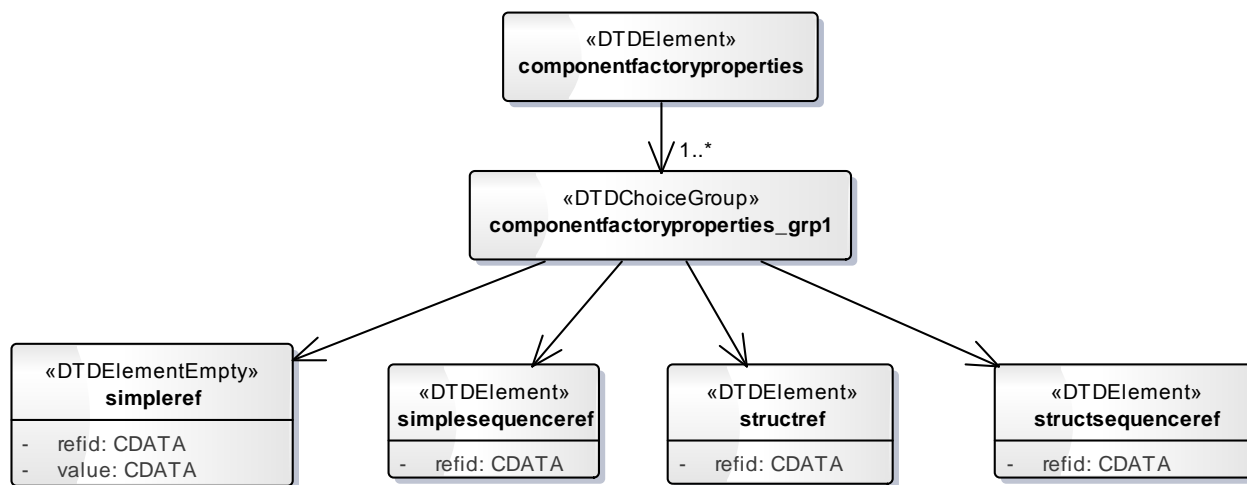 «DTDElement»
componentfactoryproperties
1..*
«DTDChoiceGroup»
componentfactoryproperties_grp1
«DTDElementEmpty»
simpleref
- refid: CDATA
- value: CDATA
«DTDElement»
simplesequenceref
- refid: CDATA
«DTDElement»
structref
- refid: CDATA
«DTDElement»
structsequenceref
- refid: CDATA